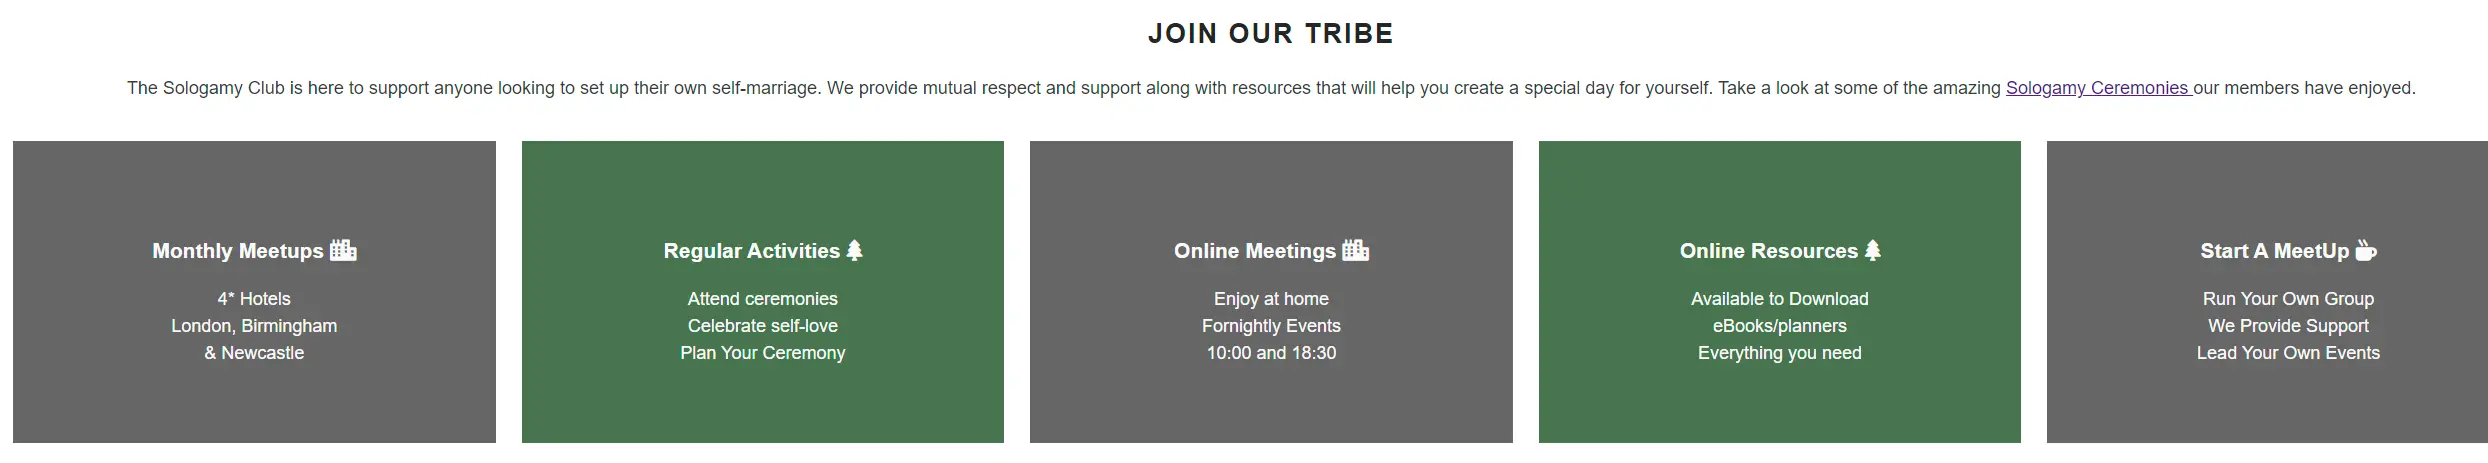 JOIN OUR TRIBE
The Sologamy Club is here to support anyone looking to set up their own self-marriage. We provide mutual respect and support along with resources that will help you create a special day for yourself. Take a look at some of the amazing Sologamy Ceremonies our members have enjoyed.
Monthly Meetups
4* Hotels
London, Birmingham
& Newcastle
Regular Activities
Attend ceremonies
Celebrate self-love
Plan Your Ceremony
Online Meetings
Enjoy at home
Fornightly Events
10:00 and 18:30
Online Resources
Available to Download
eBooks/planners
Everything you need
Start A MeetUp
Run Your Own Group
We Provide Support
Lead Your Own Events